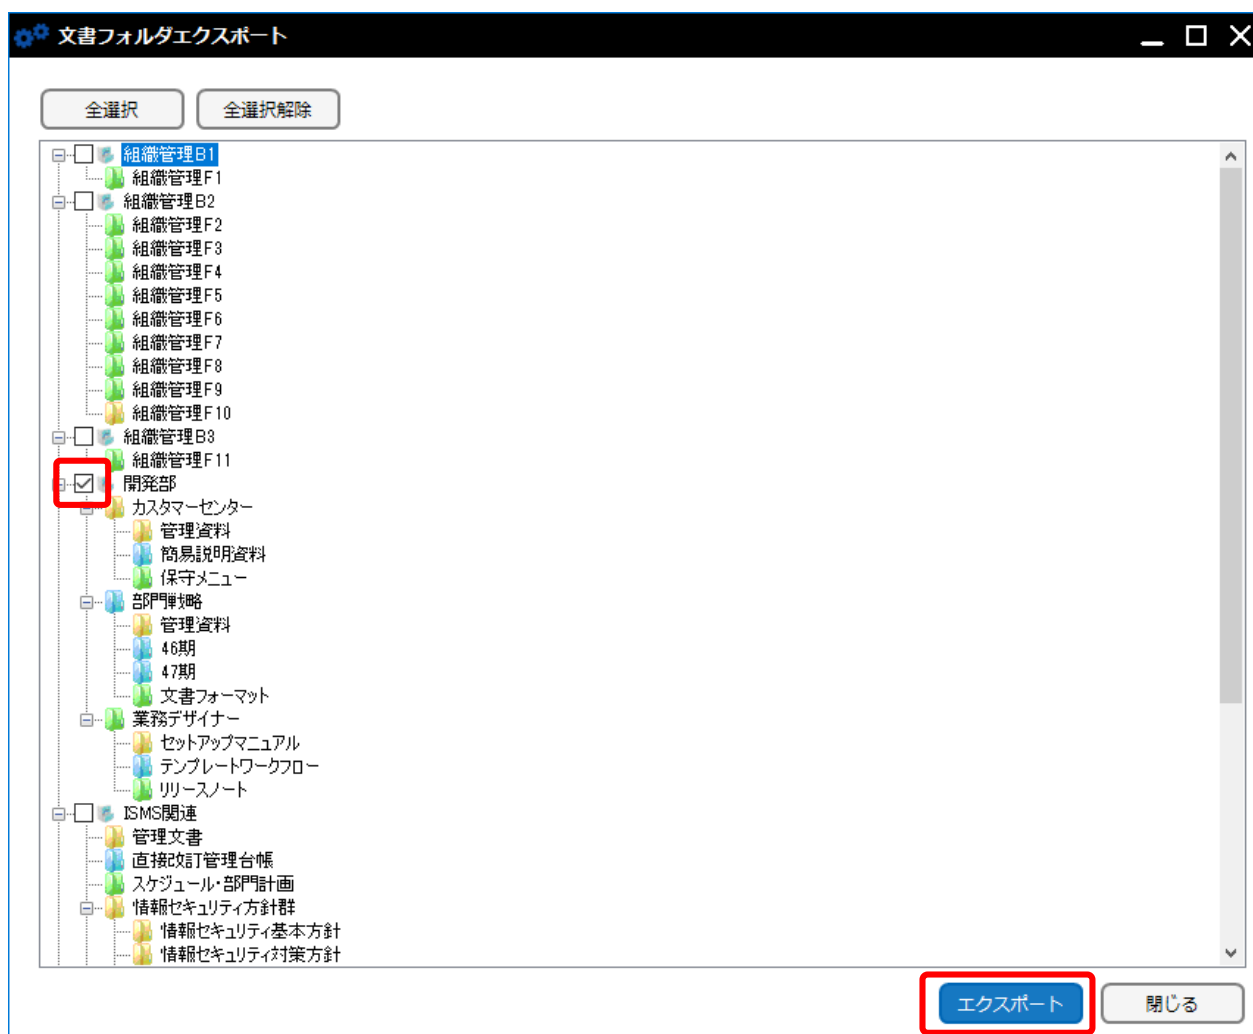 文書フォルダエクスポート
全選択 全選択解除
組織管理B1
組織管理F1
組織管理B2
組織管理F2
組織管理F3
組織管理F4
組織管理F5
組織管理F6
組織管理F7
組織管理F8
組織管理F9
組織管理F10
組織管理B3
組織管理F11
開発部
カスタマーセンター
管理資料
簡易説明資料
保守メニュー
部門戦略
管理資料
46期
47期
文書フォーマット
業務デザイナー
セットアップマニュアル
テンプレートワークフロー
リリースノート
ISMS関連
管理文書
直接改訂管理台帳
スケジュール・部門計画
情報セキュリティ方針群
情報セキュリティ基本方針
情報セキュリティ対策方針
エクスポート 閉じる